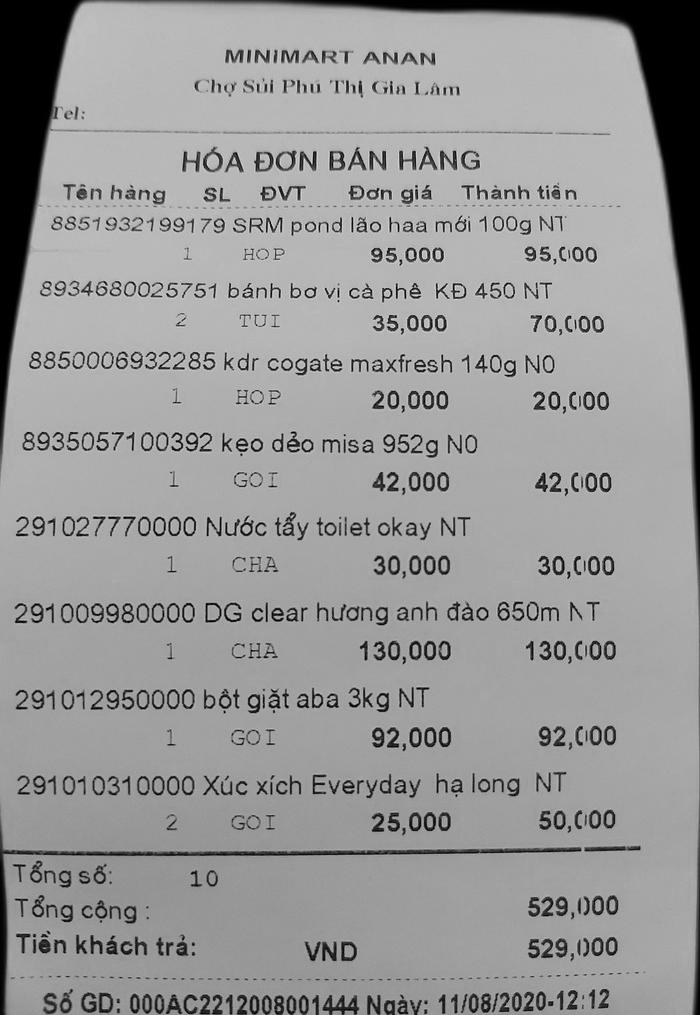 MINIMART ANAN
Chợ Sủi Phú Thị Gia Lâm
Tel:
HÓA ĐƠN BÁN HÀNG
Tên hàng SL ĐVT Đơn giá Thành tiền
8851932199179 SRM pond lão haa mới 100g NT
1 HOP 95,000 95,000
8934680025751 bánh bơ vị cà phê KĐ 450 NT
2 TUI 35,000 70,000
8850006932285 kdr cogate maxfresh 140g N0
1 HOP 20,000 20,000
8935057100392 kẹo dẻo misa 952g N0
1 GOI 42,000 42,000
291027770000 Nước tẩy toilet okay NT
1 CHA 30,000 30,000
291009980000 DG clear hương anh đào 650m NT
1 CHA 130,000 130,000
291012950000 bột giặt aba 3kg NT
1 GOI 92,000 92,000
291010310000 Xúc xích Everyday hạ long NT
2 GOI 25,000 50,000
Tổng số: 10
Tổng cộng : 529,000
Tiền khách trả: VND 529,000
Số GD: 000AC2212008001444 Ngày: 11/08/2020-12:12